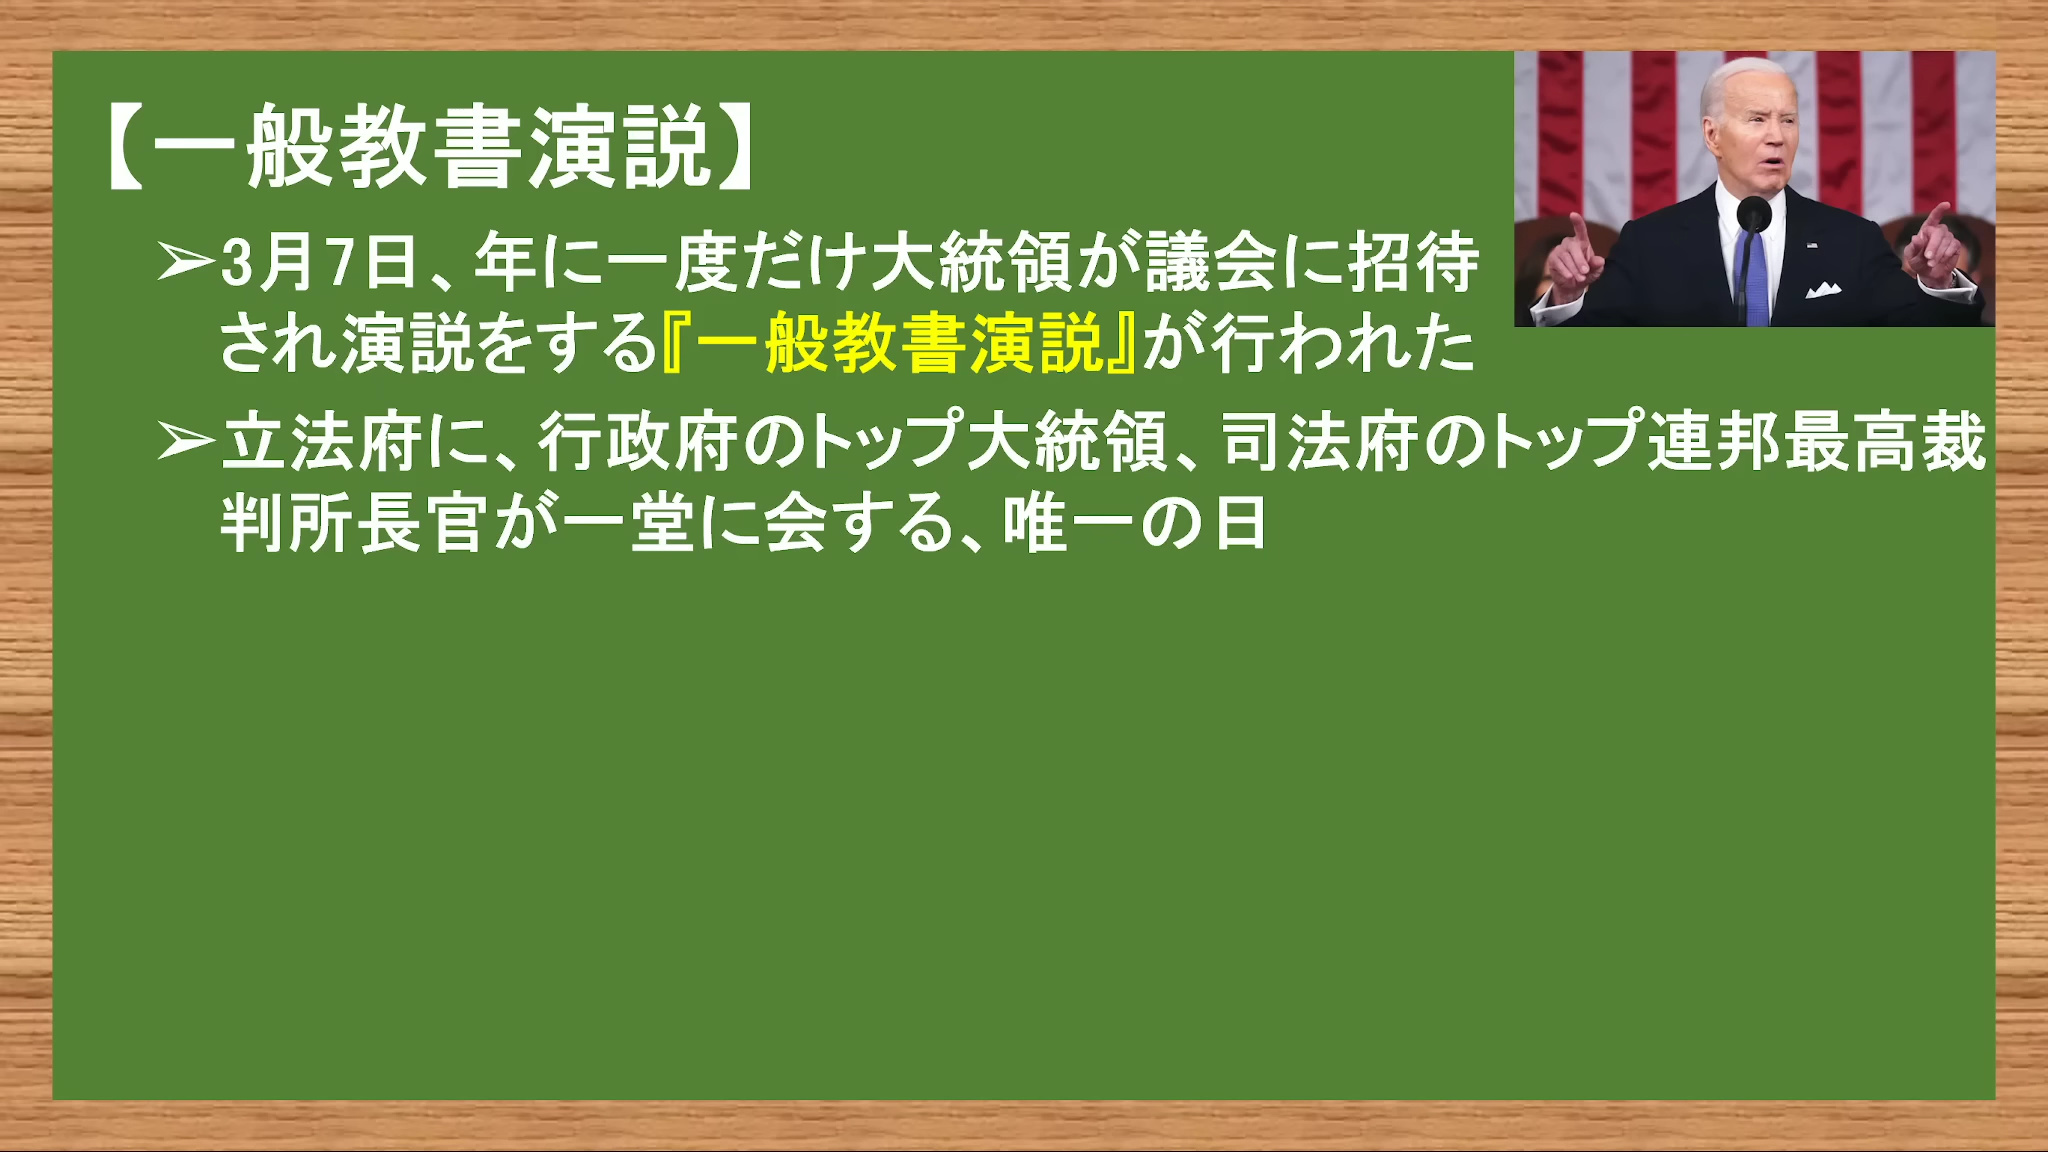 【一般教書演説】
➢3月7日、年に一度だけ大統領が議会に招待
され演説をする『一般教書演説』が行われた
➢立法府に、行政府のトップ大統領、司法府のトップ連邦最高裁
判所長官が一堂に会する、唯一の日